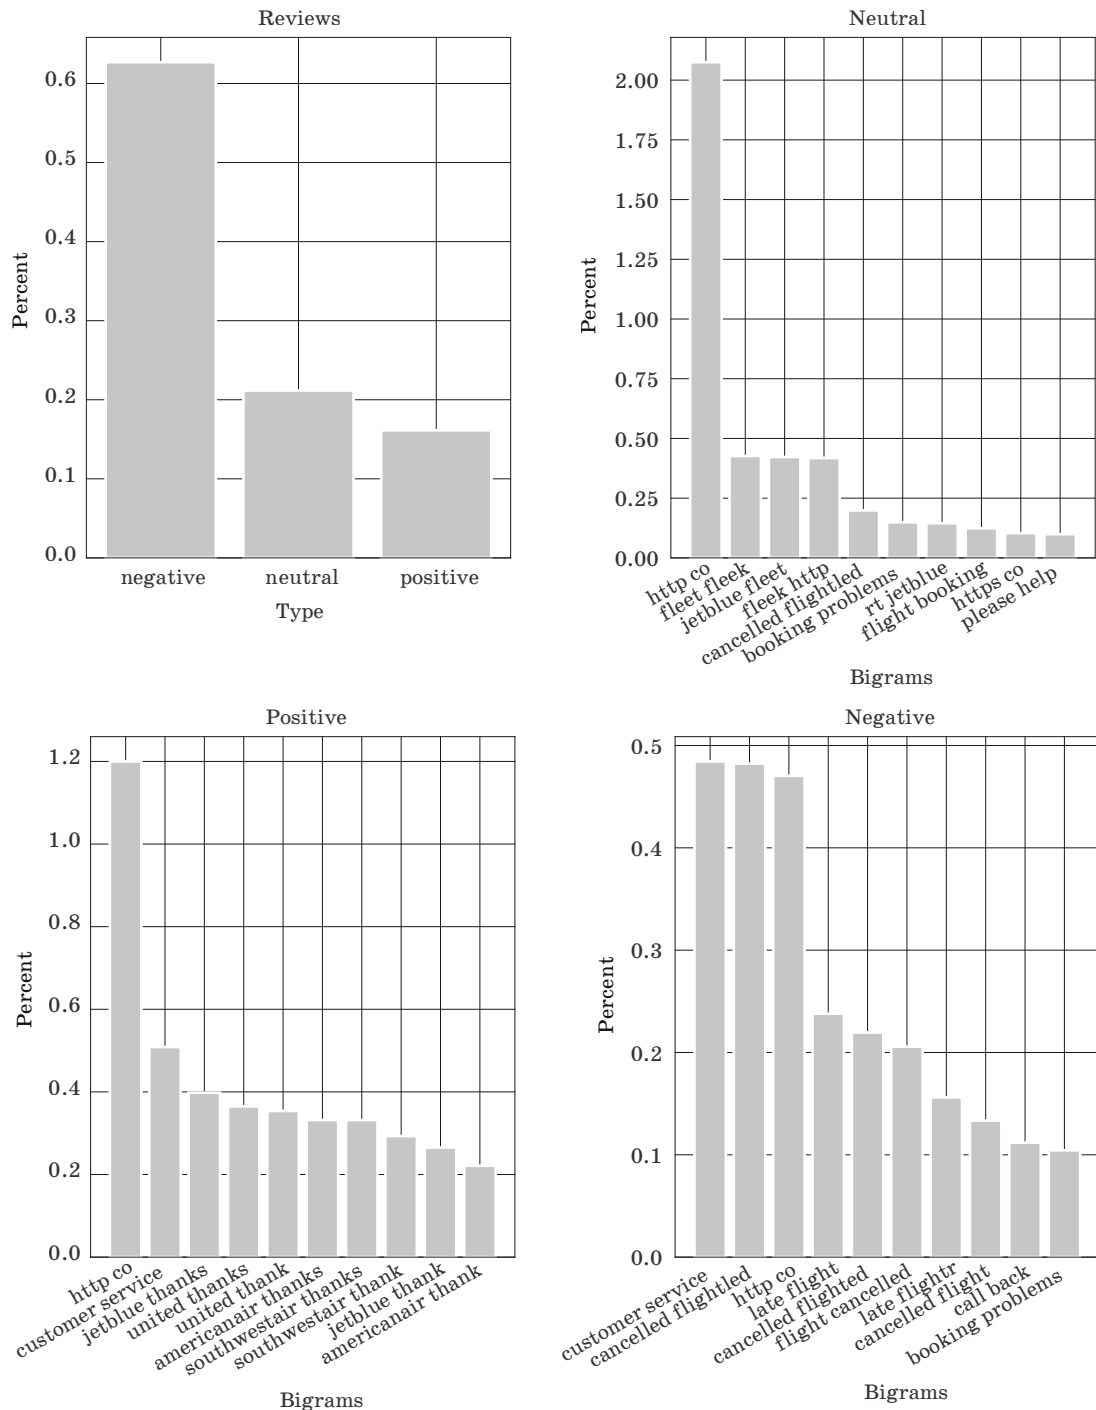 Reviews
0.6
0.5
0.4
0.3
0.2
0.1
0.0
Percent
negative neutral positive
Type
Neutral
2.00
1.75
1.50
1.25
1.00
0.75
0.50
0.25
0.00
Percent
http co
fleet fleek
jetblue fleet
fleek http
cancelled flightled
booking problems
rt jetblue
flight booking
https co
please help
Bigrams
Positive
1.2
1.0
0.8
0.6
0.4
0.2
0.0
Percent
http co
customer service
jetblue thanks
united thanks
united thank
americanair thanks
southwestair thanks
southwestair thank
jetblue thank
americanair thank
Bigrams
Negative
0.5
0.4
0.3
0.2
0.1
0.0
Percent
customer service
cancelled flightled
http co
late flight
cancelled flighted
flight cancelled
late flightr
cancelled flight
call back
booking problems
Bigrams